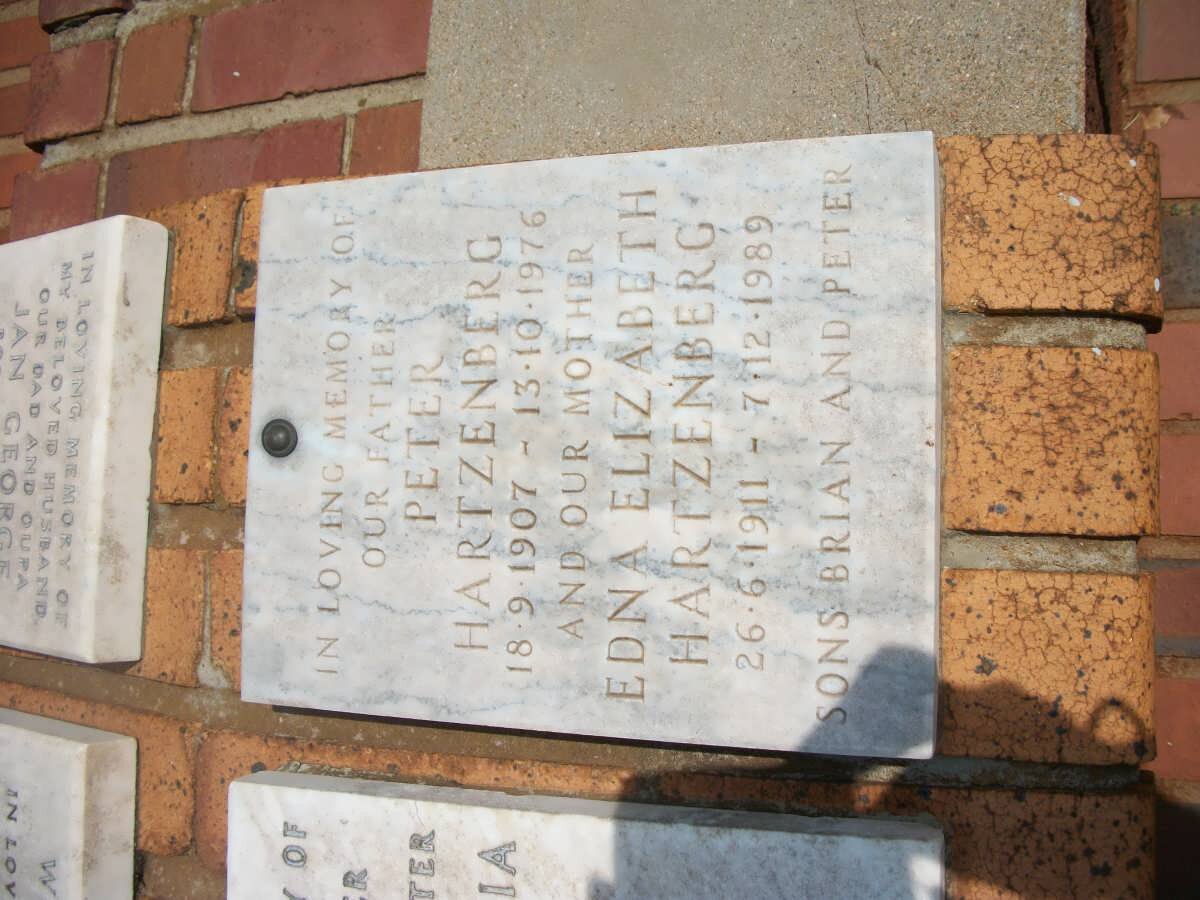 IN LOVING MEMORY OF
OUR FATHER
PETER
HARTZENBERG
18·9·1907 - 13·10·1976
AND OUR MOTHER
EDNA ELIZABETH
HARTZENBERG
26·6·1911 - 7·12·1989
SONS BRIAN AND PETER
IN LOVING MEMORY OF
MY BELOVED HUSBAND,
OUR DAD AND OUPA
JAN GEORGE
OF